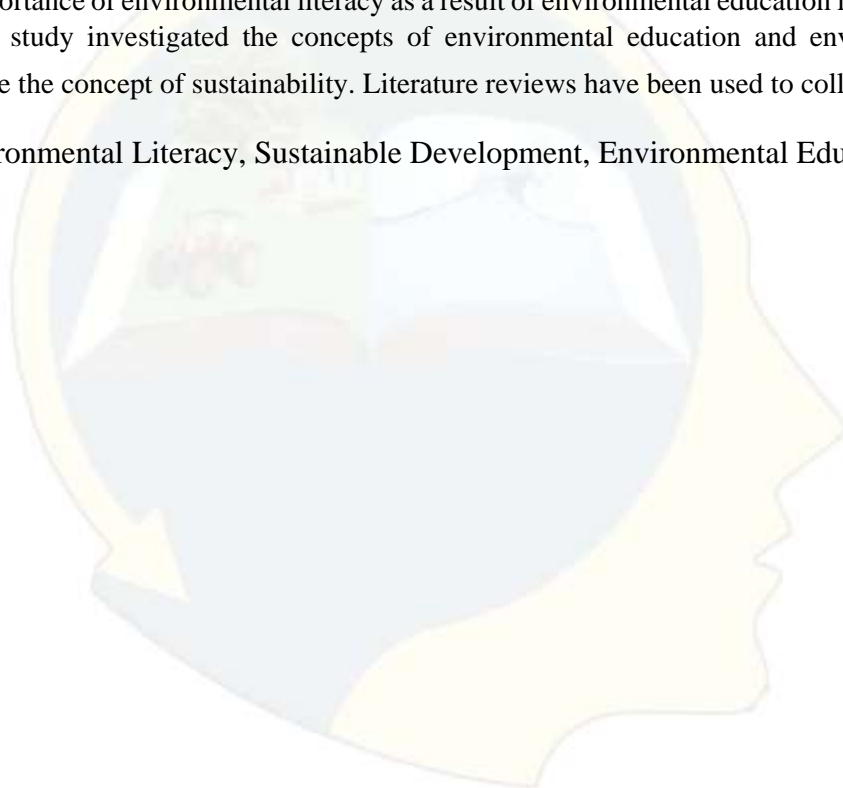 portance of environmental literacy as a result of environmental education
study investigated the concepts of environmental education and env
e the concept of sustainability. Literature reviews have been used to coll
ronmental Literacy, Sustainable Development, Environmental Edu